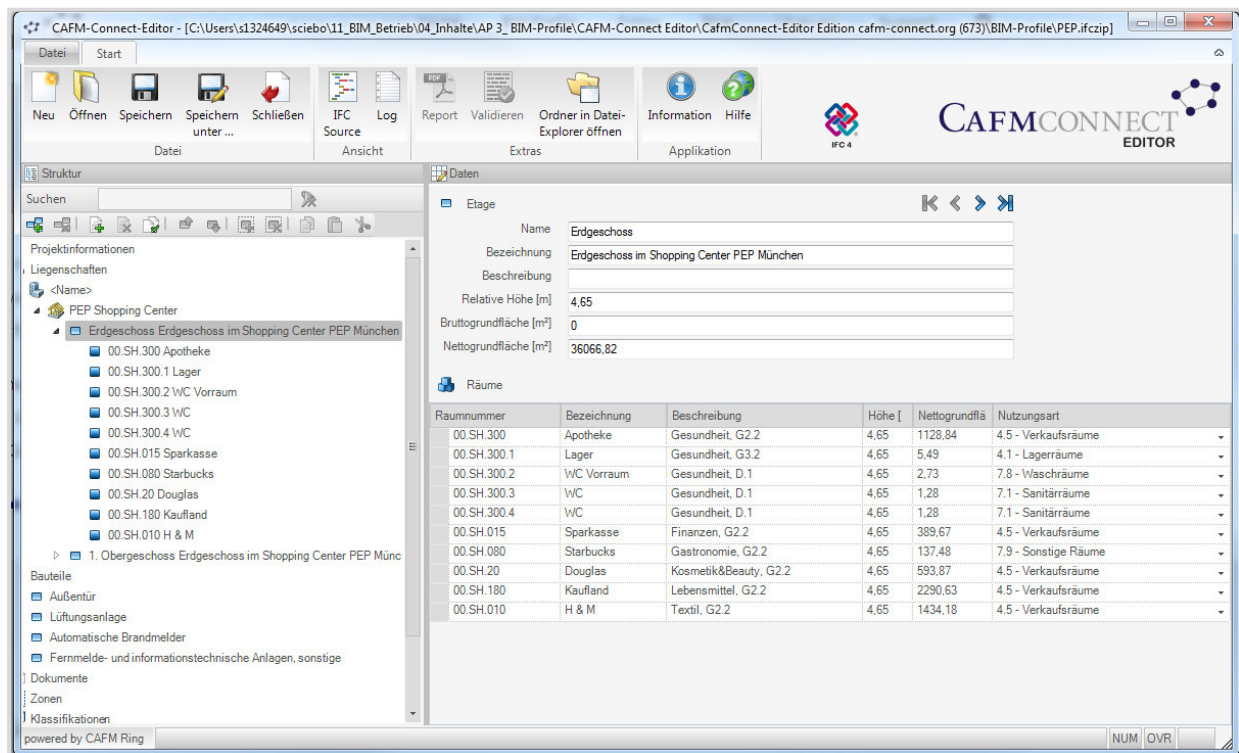 CAFM-Connect-Editor - [C:\Users\s1324649\sciebo\11_BIM_Betrieb\04_Inhalte\AP 3_ BIM-Profile\CAFM-Connect Editor\CafmConnect-Editor Edition cafm-connect.org (673)\BIM-Profile\PEP.ifczip]
Datei Start
Neu Öffnen Speichern Speichern unter ... Schließen IFC Source Log Report Validieren Ordner in Datei-Explorer öffnen Information Hilfe
PDF
IFC 4
CAFMCONNECT
EDITOR
Datei Ansicht Extras Applikation
Struktur
Suchen
Projektinformationen
Liegenschaften
<Name>
PEP Shopping Center
Erdgeschoss Erdgeschoss im Shopping Center PEP München
00.SH.300 Apotheke
00.SH.300.1 Lager
00.SH.300.2 WC Vorraum
00.SH.300.3 WC
00.SH.300.4 WC
00.SH.015 Sparkasse
00.SH.080 Starbucks
00.SH.20 Douglas
00.SH.180 Kaufland
00.SH.010 H & M
1. Obergeschoss Erdgeschoss im Shopping Center PEP Münc
Bauteile
Außentür
Lüftungsanlage
Automatische Brandmelder
Fernmelde- und informationstechnische Anlagen, sonstige
Dokumente
Zonen
Klassifikationen
Daten
Etage
Name Erdgeschoss
Bezeichnung Erdgeschoss im Shopping Center PEP München
Beschreibung
Relative Höhe [m] 4,65
Bruttogrundfläche [m²] 0
Nettogrundfläche [m²] 36066,82
Räume
Raumnummer Bezeichnung Beschreibung Höhe [ Nettogrundflä Nutzungsart
00.SH.300 Apotheke Gesundheit, G2.2 4,65 1128,84 4.5 - Verkaufsräume
00.SH.300.1 Lager Gesundheit, G3.2 4,65 5,49 4.1 - Lagerräume
00.SH.300.2 WC Vorraum Gesundheit, D.1 4,65 2,73 7.8 - Waschräume
00.SH.300.3 WC Gesundheit, D.1 4,65 1,28 7.1 - Sanitärräume
00.SH.300.4 WC Gesundheit, D.1 4,65 1,28 7.1 - Sanitärräume
00.SH.015 Sparkasse Finanzen, G2.2 4,65 389,67 4.5 - Verkaufsräume
00.SH.080 Starbucks Gastronomie, G2.2 4,65 137,48 7.9 - Sonstige Räume
00.SH.20 Douglas Kosmetik&Beauty, G2.2 4,65 593,87 4.5 - Verkaufsräume
00.SH.180 Kaufland Lebensmittel, G2.2 4,65 2290,63 4.5 - Verkaufsräume
00.SH.010 H & M Textil, G2.2 4,65 1434,18 4.5 - Verkaufsräume
powered by CAFM Ring NUM OVR